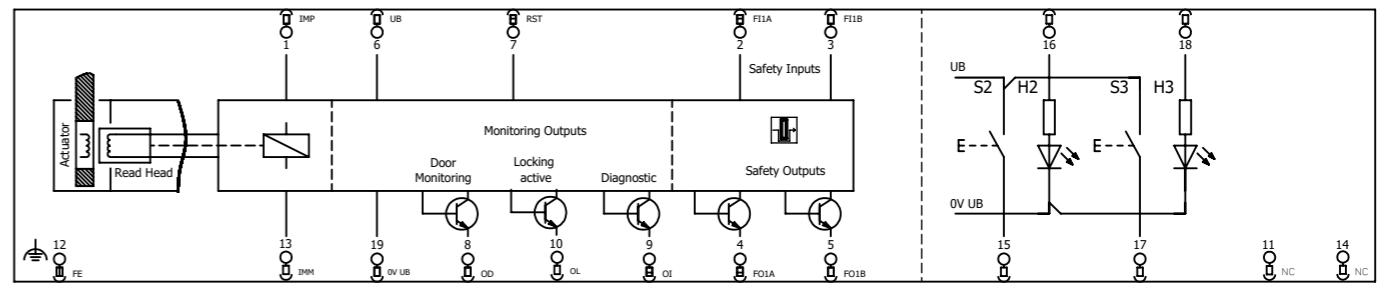 IMP UB RST FI1A FI1B
1 6 7 2 3 16 18
Safety Inputs
UB
S2 H2 S3 H3
Actuator
Read Head
Monitoring Outputs
E E
Door
Monitoring
Locking
active
Diagnostic
Safety Outputs
0V UB
12 13 19 8 10 9 4 5 15 17 11 14
FE IMM 0V UB OD OL OI FO1A FO1B NC NC